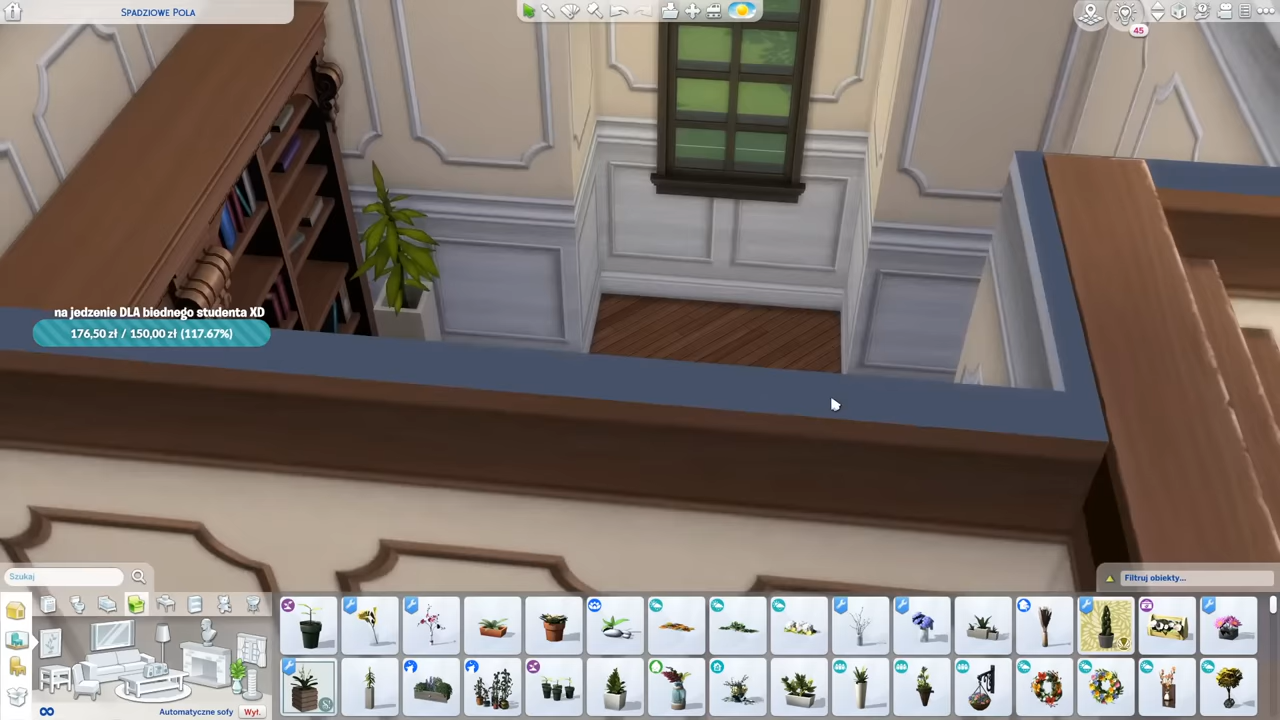 Spadziowe Pola
45
na jedzenie DLA biednego studenta XD
176,50 zł / 150,00 zł (117.67%)
Szukaj
Filtruj obiekty...
Automatyczne sofy
Wył.